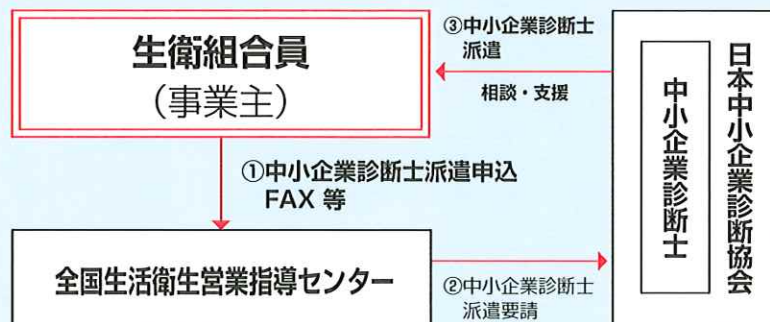 生衛組合員
（事業主）
③中小企業診断士
派遣
相談・支援
日本中小企業診断協会
中小企業診断士
①中小企業診断士派遣申込
FAX 等
全国生活衛生営業指導センター
②中小企業診断士
派遣要請